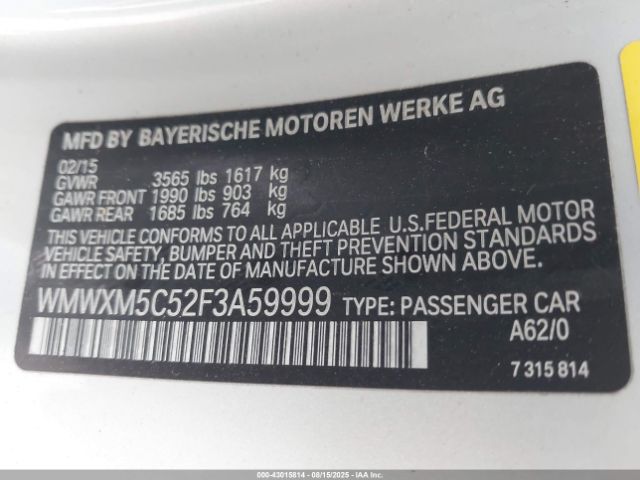 MFD BY BAYERISCHE MOTOREN WERKE AG
02/15
GVWR 3565 lbs 1617 kg
GAWR FRONT 1990 lbs 903 kg
GAWR REAR 1685 lbs 764 kg
THIS VEHICLE CONFORMS TO ALL APPLICABLE U.S.FEDERAL MOTOR
VEHICLE SAFETY, BUMPER AND THEFT PREVENTION STANDARDS
IN EFFECT ON THE DATE OF MANUFACTURE SHOWN ABOVE.
WMWXM5C52F3A59999 TYPE: PASSENGER CAR
A62/0
7 315 814
000-43015814 - 08/15/2025 - IAAI.COM